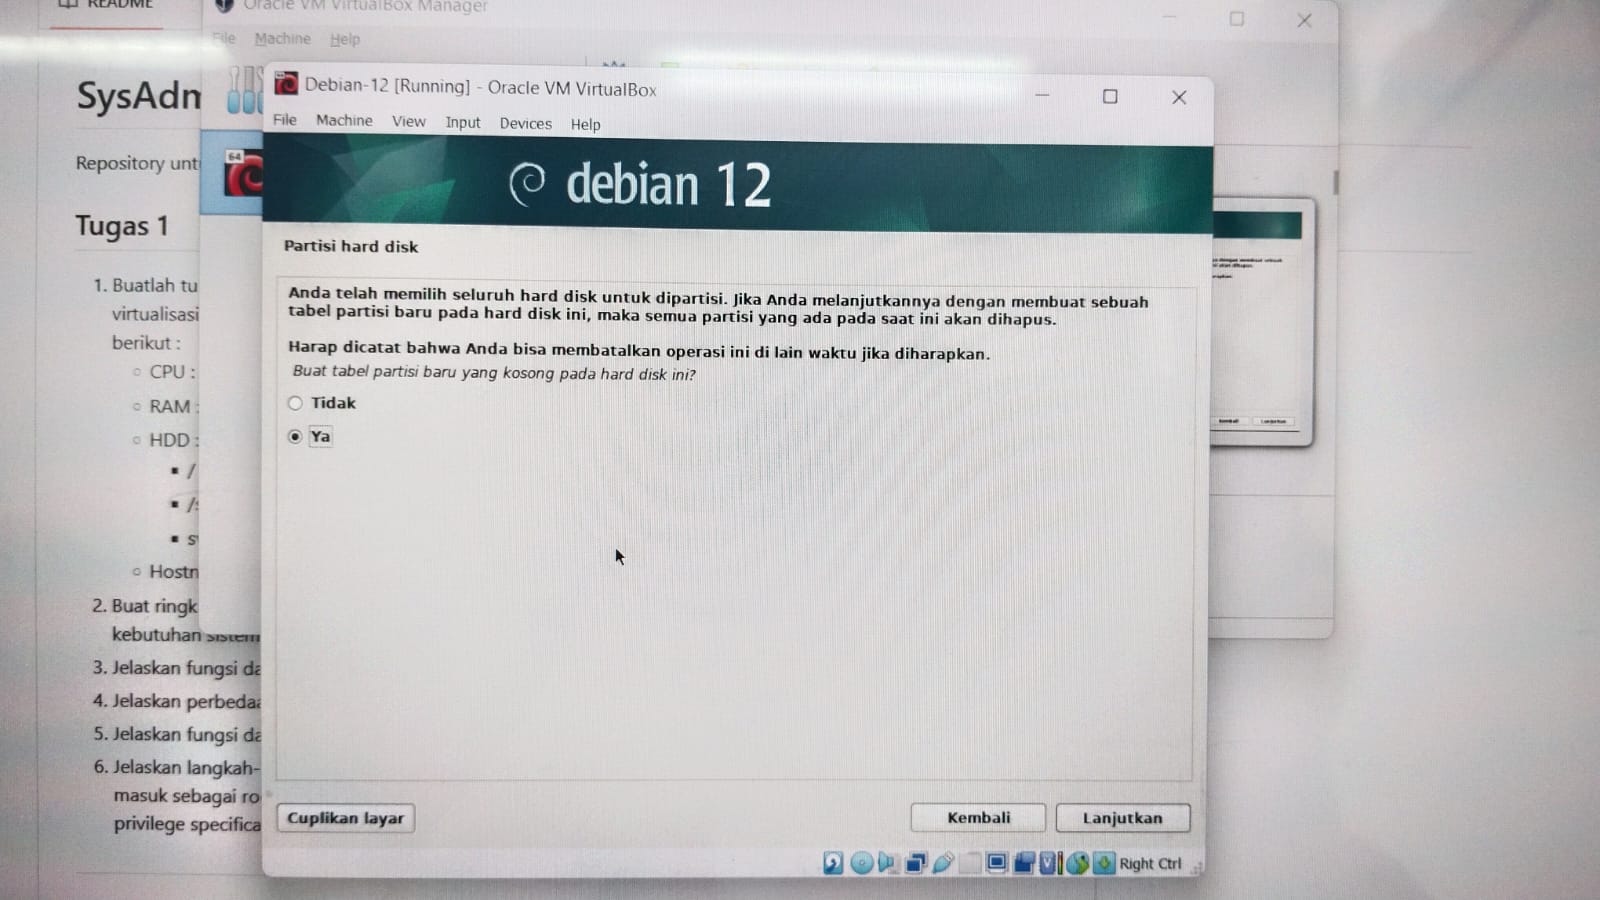 README
Oracle VM VirtualBox Manager
File Machine Help
SysAdm
Repository unt
Tugas 1
1. Buatlah tu
virtualisasi
berikut :
CPU :
RAM :
HDD :
/
/s
s
Hostn
2. Buat ringk
kebutuhan sistem
3. Jelaskan fungsi da
4. Jelaskan perbedaa
5. Jelaskan fungsi da
6. Jelaskan langkah-
masuk sebagai ro
privilege specifica
64
Debian-12 [Running] - Oracle VM VirtualBox
File Machine View Input Devices Help
debian 12
Partisi hard disk
Anda telah memilih seluruh hard disk untuk dipartisi. Jika Anda melanjutkannya dengan membuat sebuah
tabel partisi baru pada hard disk ini, maka semua partisi yang ada pada saat ini akan dihapus.
Harap dicatat bahwa Anda bisa membatalkan operasi ini di lain waktu jika diharapkan.
Buat tabel partisi baru yang kosong pada hard disk ini?
Tidak
Ya
Cuplikan layar
Kembali
Lanjutkan
Right Ctrl
Kembali
Lanjutkan